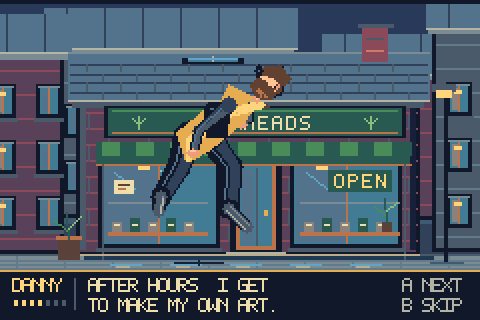 HEADS
OPEN
DANNY
AFTER HOURS I GET
TO MAKE MY OWN ART.
A NEXT
B SKIP